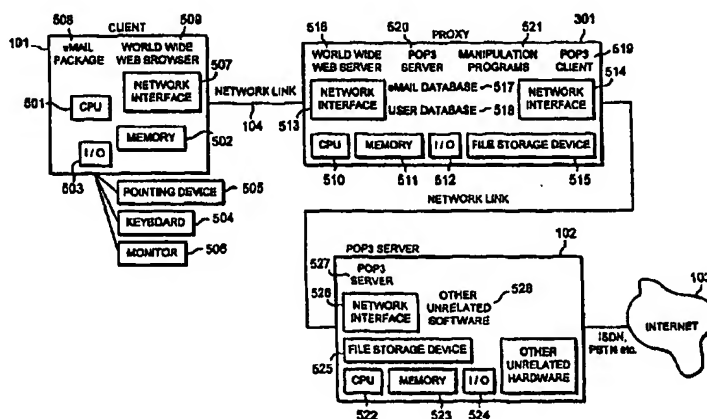 CLIENT
101
508
eMAIL PACKAGE
509
WORLD WIDE WEB BROWSER
507
NETWORK INTERFACE
501
CPU
MEMORY
502
I/O
503
POINTING DEVICE
505
KEYBOARD
504
MONITOR
506
NETWORK LINK
104
PROXY
301
516
WORLD WIDE WEB SERVER
520
POP3 SERVER
521
MANIPULATION PROGRAMS
POP3 CLIENT
519
NETWORK INTERFACE
513
eMAIL DATABASE
517
USER DATABASE
518
NETWORK INTERFACE
514
CPU
510
MEMORY
511
I/O
512
FILE STORAGE DEVICE
515
NETWORK LINK
POP3 SERVER
102
527
POP3 SERVER
526
NETWORK INTERFACE
OTHER UNRELATED SOFTWARE
528
FILE STORAGE DEVICE
525
CPU
522
MEMORY
523
I/O
524
OTHER UNRELATED HARDWARE
ISDN, PSTN etc.
INTERNET
103